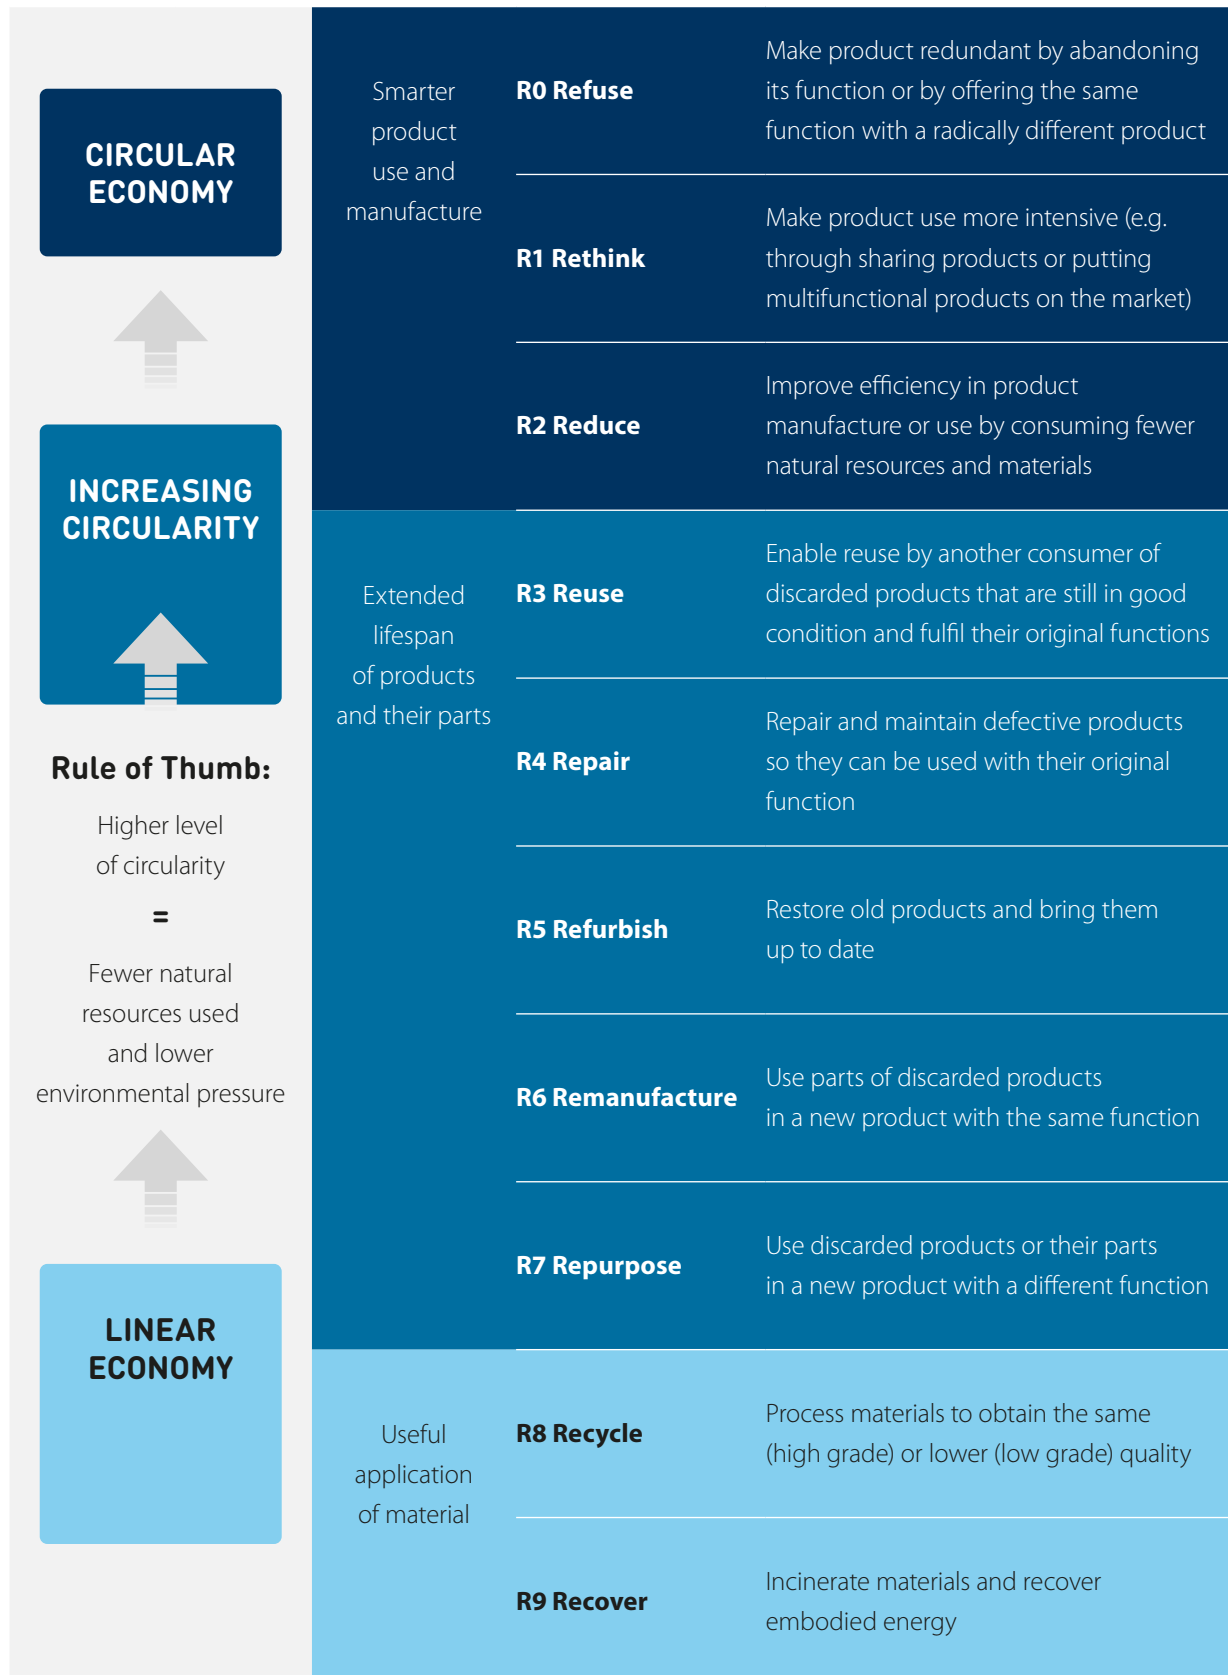 CIRCULAR
ECONOMY
INCREASING
CIRCULARITY
Rule of Thumb:
Higher level
of circularity
=
Fewer natural
resources used
and lower
environmental pressure
LINEAR
ECONOMY
Smarter
product
use and
manufacture
R0 Refuse
Make product redundant by abandoning
its function or by offering the same
function with a radically different product
R1 Rethink
Make product use more intensive (e.g.
through sharing products or putting
multifunctional products on the market)
R2 Reduce
Improve efficiency in product
manufacture or use by consuming fewer
natural resources and materials
Extended
lifespan
of products
and their parts
R3 Reuse
Enable reuse by another consumer of
discarded products that are still in good
condition and fulfil their original functions
R4 Repair
Repair and maintain defective products
so they can be used with their original
function
R5 Refurbish
Restore old products and bring them
up to date
R6 Remanufacture
Use parts of discarded products
in a new product with the same function
R7 Repurpose
Use discarded products or their parts
in a new product with a different function
Useful
application
of material
R8 Recycle
Process materials to obtain the same
(high grade) or lower (low grade) quality
R9 Recover
Incinerate materials and recover
embodied energy